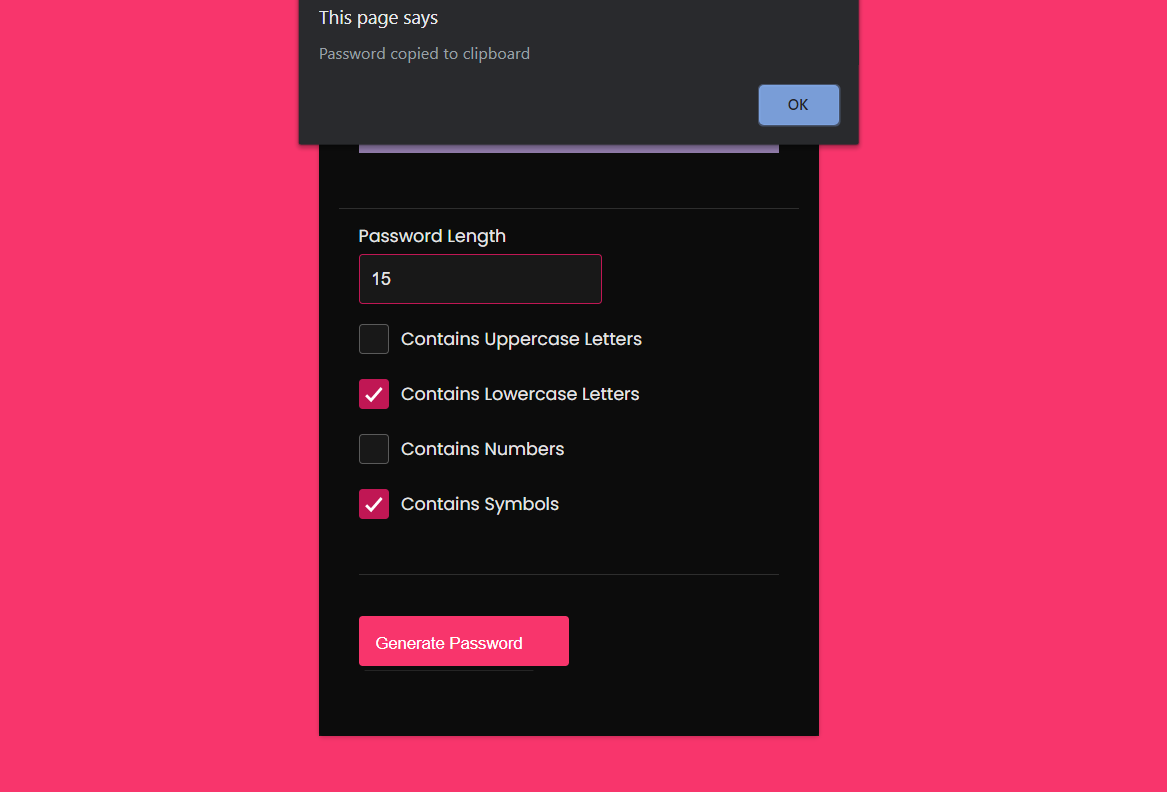 This page says
Password copied to clipboard
OK
Password Length
15
Contains Uppercase Letters
Contains Lowercase Letters
Contains Numbers
Contains Symbols
Generate Password